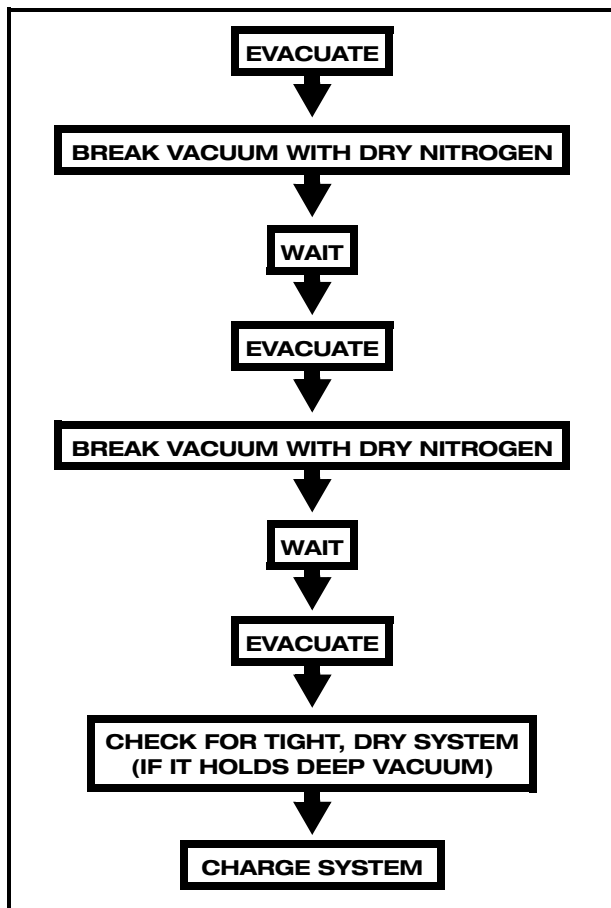 EVACUATE
BREAK VACUUM WITH DRY NITROGEN
WAIT
EVACUATE
BREAK VACUUM WITH DRY NITROGEN
WAIT
EVACUATE
CHECK FOR TIGHT, DRY SYSTEM
(IF IT HOLDS DEEP VACUUM)
CHARGE SYSTEM